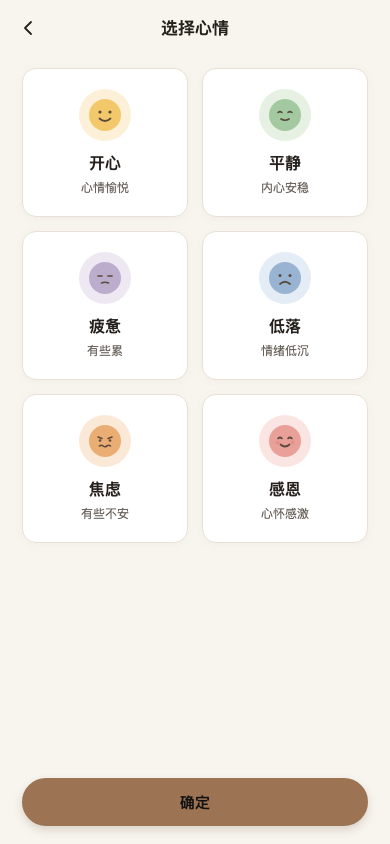 选择心情
开心
心情愉悦
平静
内心安稳
疲惫
有些累
低落
情绪低沉
焦虑
有些不安
感恩
心怀感激
确定